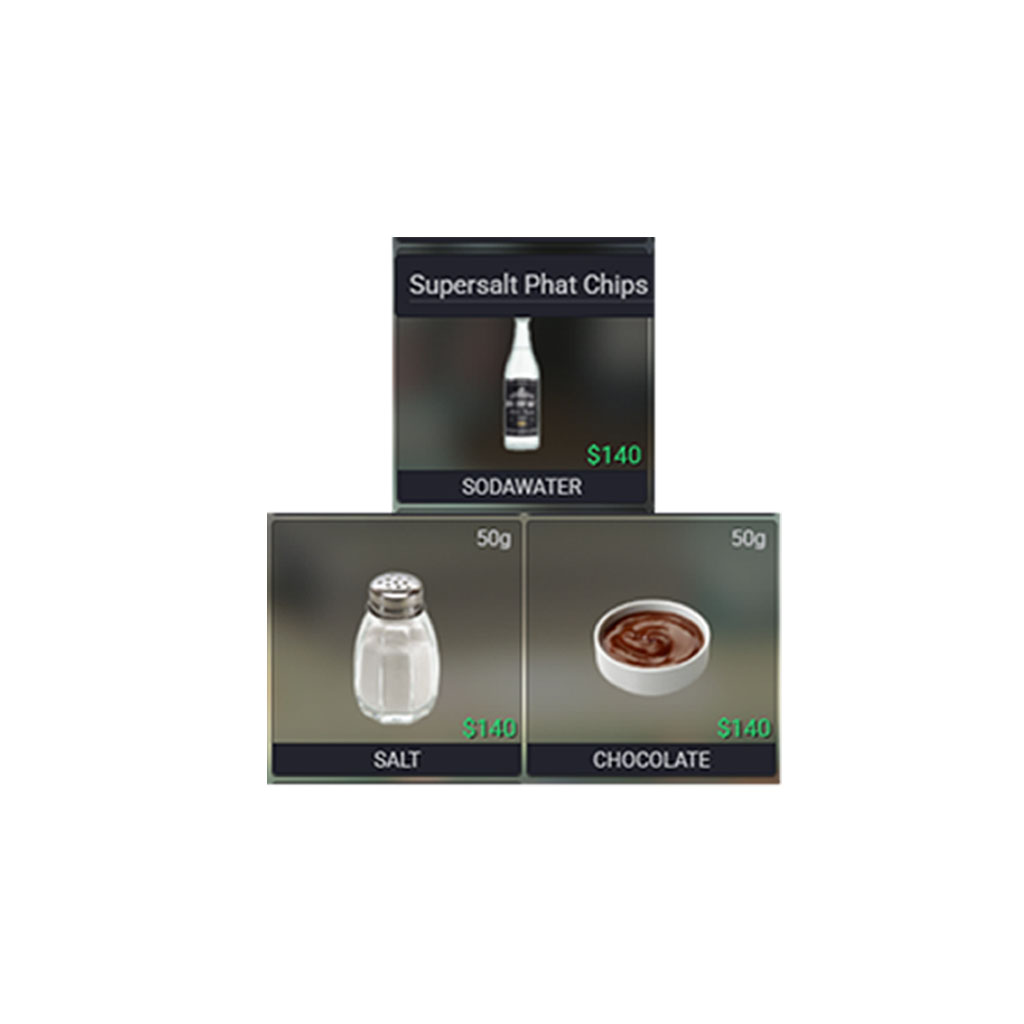 Supersalt Phat Chips
$140
SODAWATER
50g
50g
$140
$140
SALT
CHOCOLATE